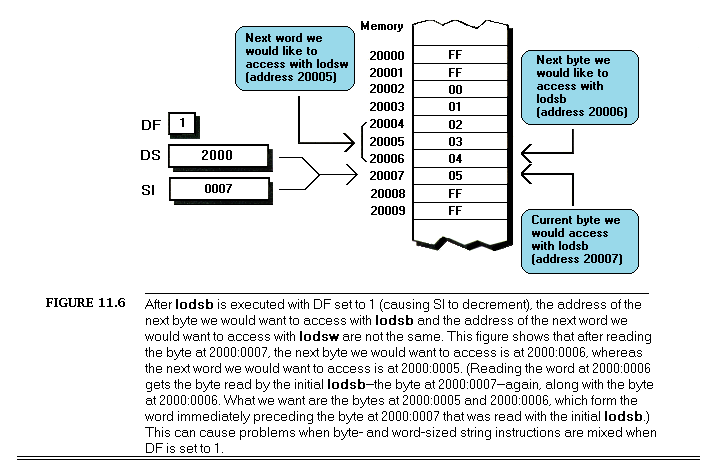 Memory
Next word we
would like to
access with lodsw
(address 20005)
20000 FF
20001 FF
20002 00
20003 01
20004 02
20005 03
20006 04
20007 05
20008 FF
20009 FF
Next byte we
would like to
access with
lodsb
(address 20006)
DF 1
DS 2000
SI 0007
Current byte we
would access
with lodsb
(address 20007)
FIGURE 11.6
After lodsb is executed with DF set to 1 (causing SI to decrement), the address of the
next byte we would want to access with lodsb and the address of the next word we
would want to access with lodsw are not the same. This figure shows that after reading
the byte at 2000:0007, the next byte we would want to access is at 2000:0006, whereas
the next word we would want to access is at 2000:0005. (Reading the word at 2000:0006
gets the byte read by the initial lodsb—the byte at 2000:0007—again, along with the byte
at 2000:0006. What we want are the bytes at 2000:0005 and 2000:0006, which form the
word immediately preceding the byte at 2000:0007 that was read with the initial lodsb.)
This can cause problems when byte- and word-sized string instructions are mixed when
DF is set to 1.